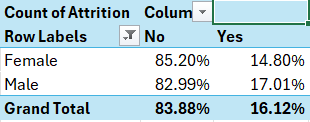 Count of Attrition Colum
Row Labels No Yes
Female 85.20% 14.80%
Male 82.99% 17.01%
Grand Total 83.88% 16.12%